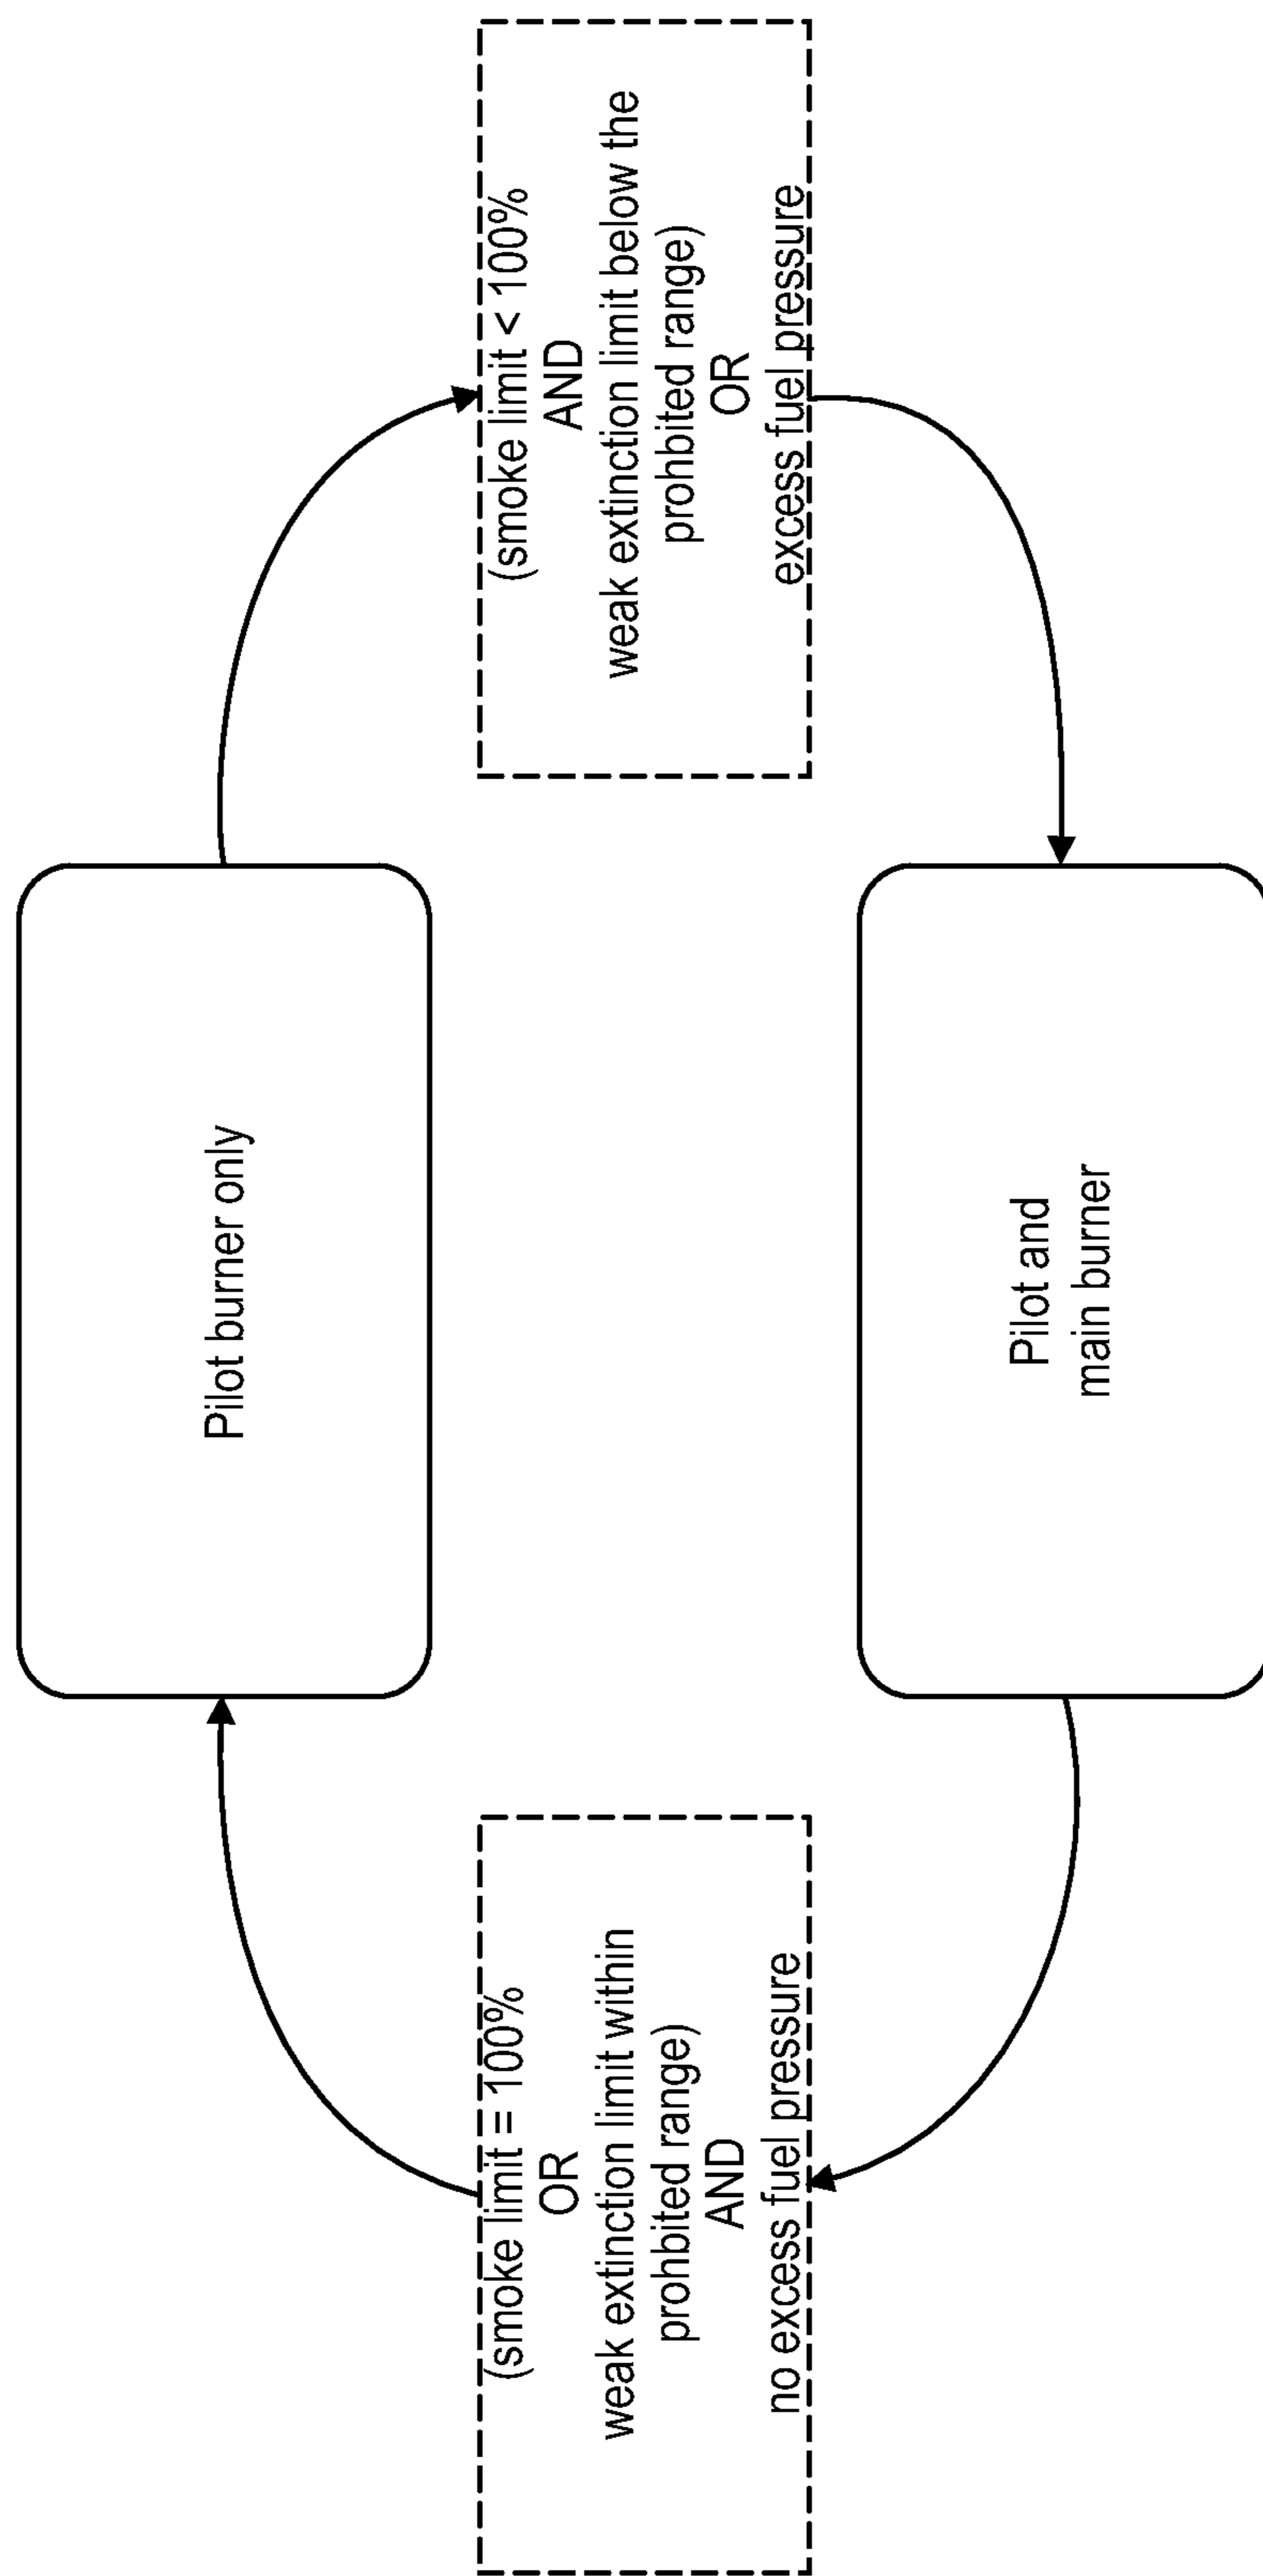 Pilot burner only
(smoke limit = 100%
OR
weak extinction limit within
prohbited range)
AND
no excess fuel pressure
(smoke limit < 100%
AND
weak extinction limit below the
prohbited range)
OR
excess fuel pressure
Pilot and
main burner